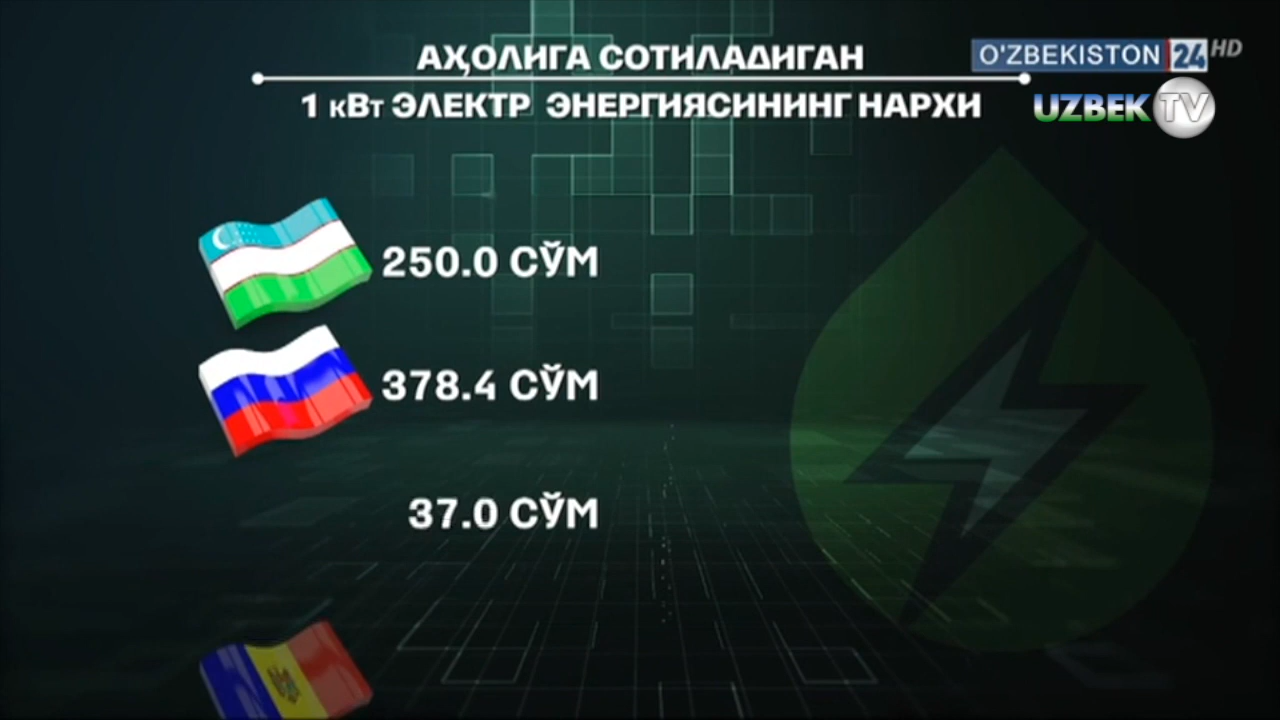 АҲОЛИГА СОТИЛАДИГАН
1 кВт ЭЛЕКТР ЭНЕРГИЯСИНИНГ НАРХИ
O'ZBEKISTON 24 HD
UZBEK TV
250.0 СЎМ
378.4 СЎМ
37.0 СЎМ